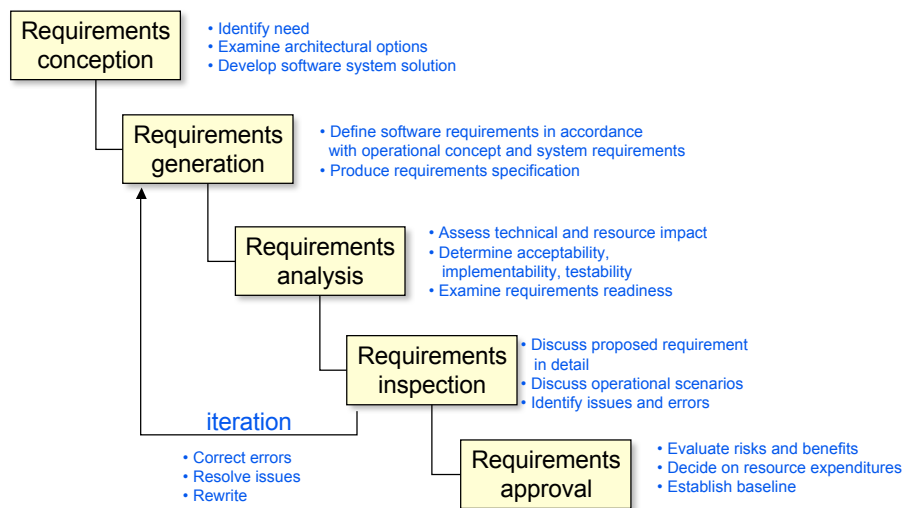 Requirements
conception
• Identify need
• Examine architectural options
• Develop software system solution
Requirements
generation
• Define software requirements in accordance
with operational concept and system requirements
• Produce requirements specification
Requirements
analysis
• Assess technical and resource impact
• Determine acceptability,
implementability, testability
• Examine requirements readiness
Requirements
inspection
• Discuss proposed requirement
in detail
• Discuss operational scenarios
• Identify issues and errors
iteration
• Correct errors
• Resolve issues
• Rewrite
Requirements
approval
• Evaluate risks and benefits
• Decide on resource expenditures
• Establish baseline